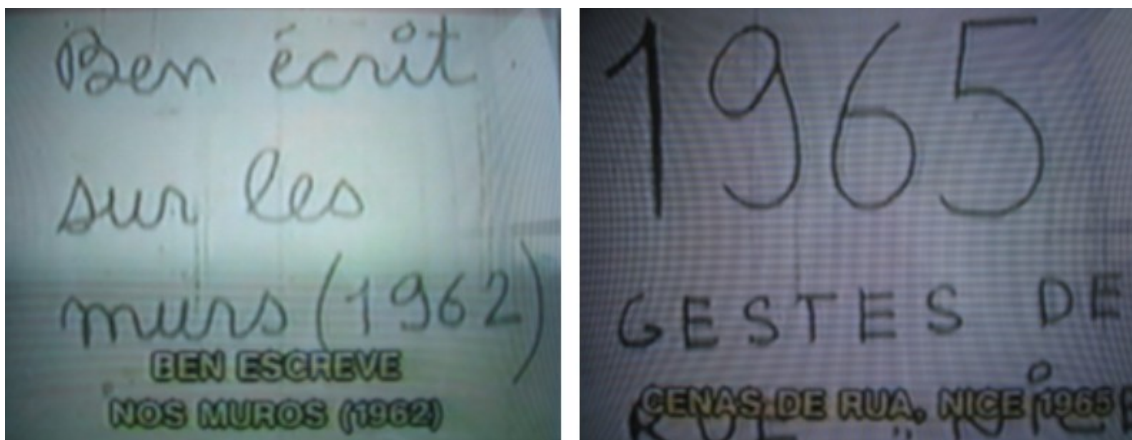 Ben écrit
sur les
murs (1962)
BEN ESCREVE
NOS MUROS (1962)
1965
GESTES DE
RUE
CENAS DE RUA, NICE 1965